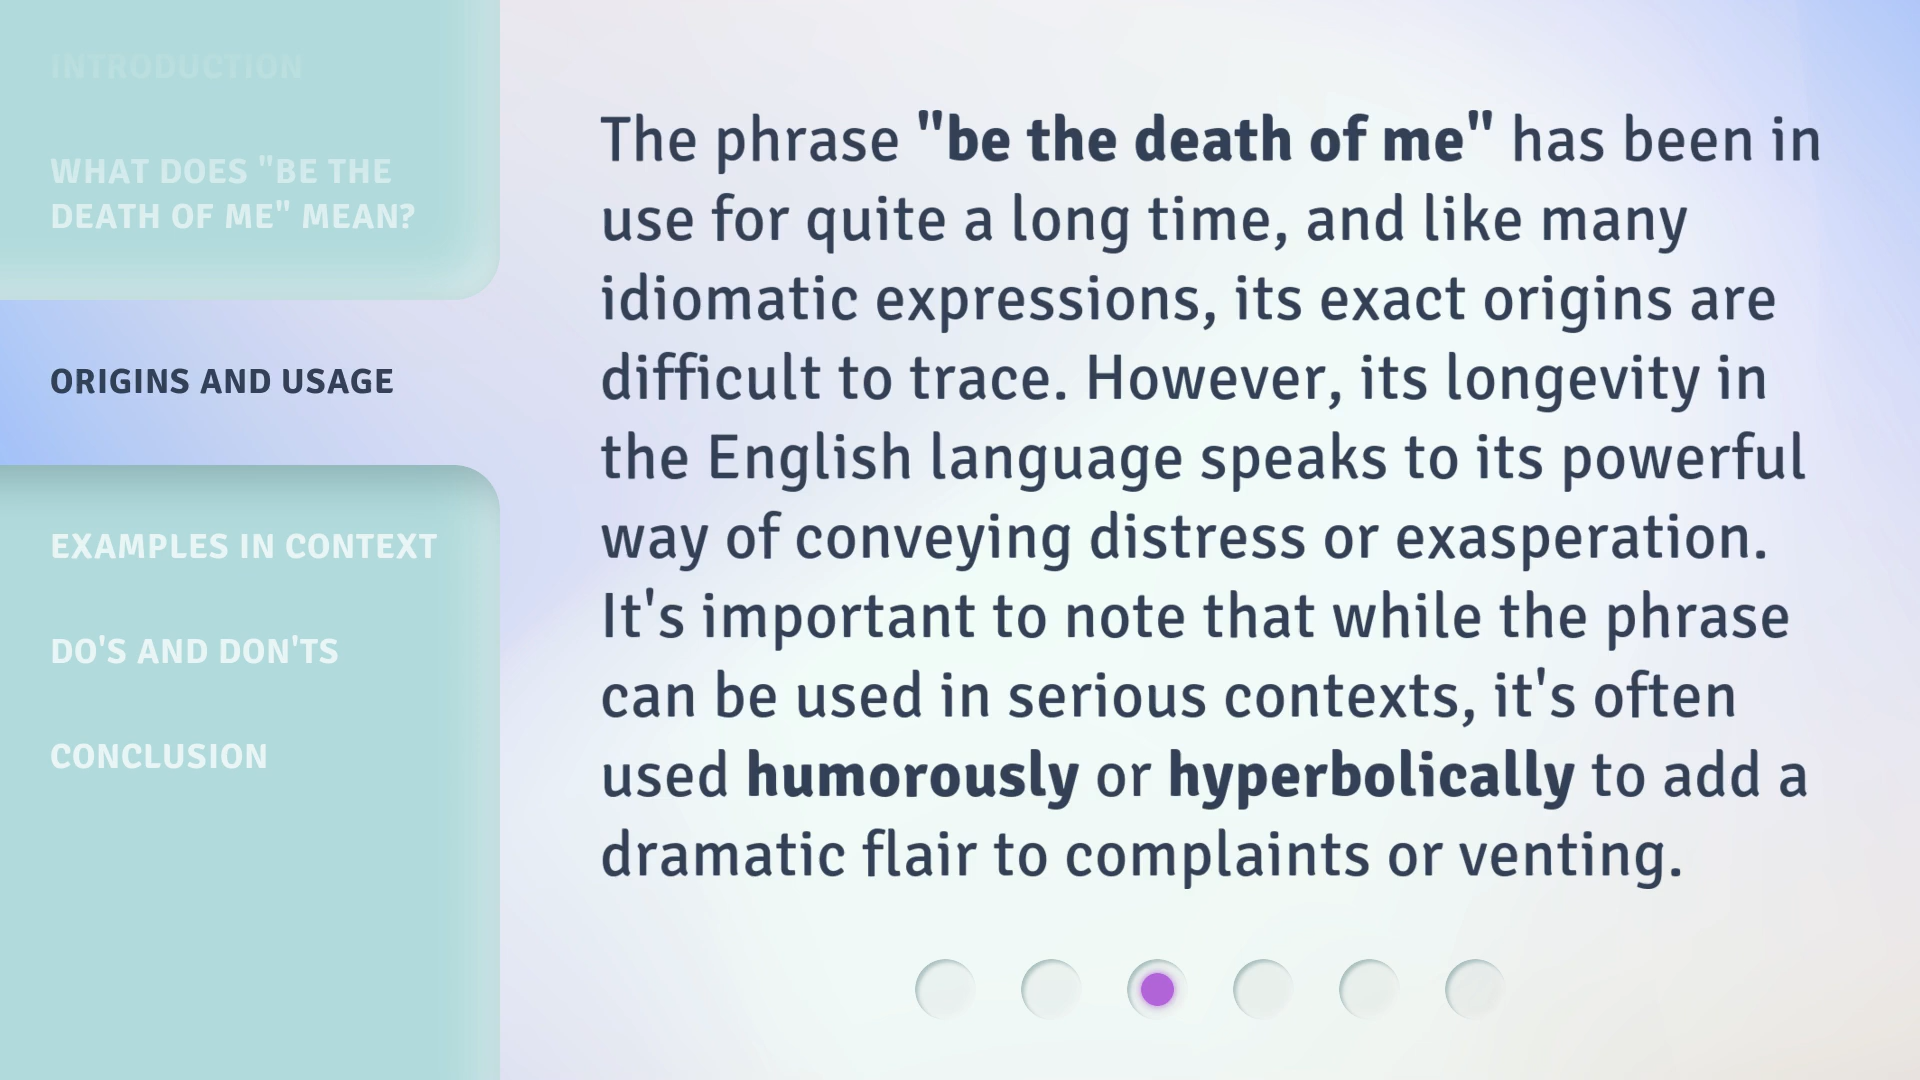 INTRODUCTION
WHAT DOES "BE THE
DEATH OF ME" MEAN?
ORIGINS AND USAGE
EXAMPLES IN CONTEXT
DO'S AND DON'TS
CONCLUSION
The phrase "be the death of me" has been in
use for quite a long time, and like many
idiomatic expressions, its exact origins are
difficult to trace. However, its longevity in
the English language speaks to its powerful
way of conveying distress or exasperation.
It's important to note that while the phrase
can be used in serious contexts, it's often
used humorously or hyperbolically to add a
dramatic flair to complaints or venting.